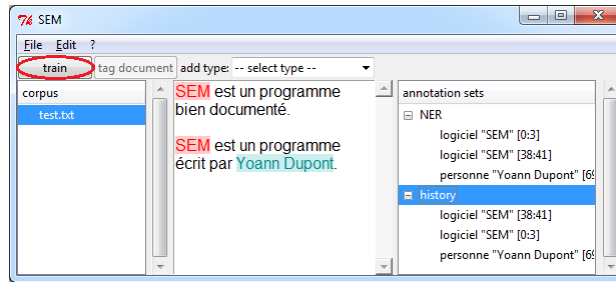 SEM
File Edit ?
train tag document add type: -- select type --
corpus
test.txt
SEM est un programme
bien documenté.
SEM est un programme
écrit par Yoann Dupont.
annotation sets
NER
logiciel "SEM" [0:3]
logiciel "SEM" [38:41]
personne "Yoann Dupont"
history
logiciel "SEM" [38:41]
logiciel "SEM" [0:3]
personne "Yoann Dupont"